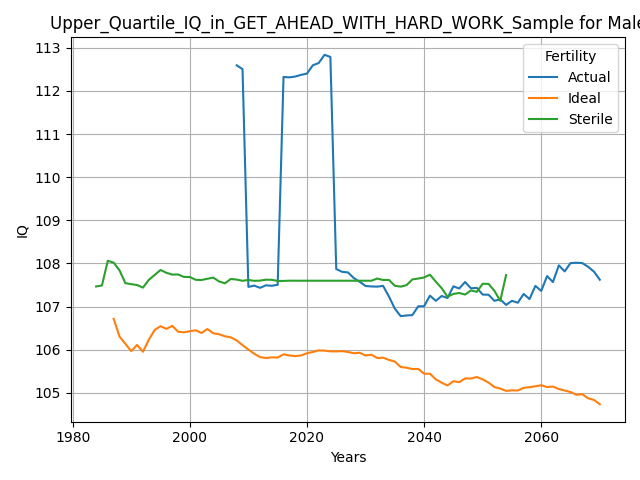 Upper_Quartile_IQ_in_GET_AHEAD_WITH_HARD_WORK_Sample for Male
113
112
111
110
109
108
107
106
105
IQ
1980
2000
2020
2040
2060
Years
Fertility
Actual
Ideal
Sterile